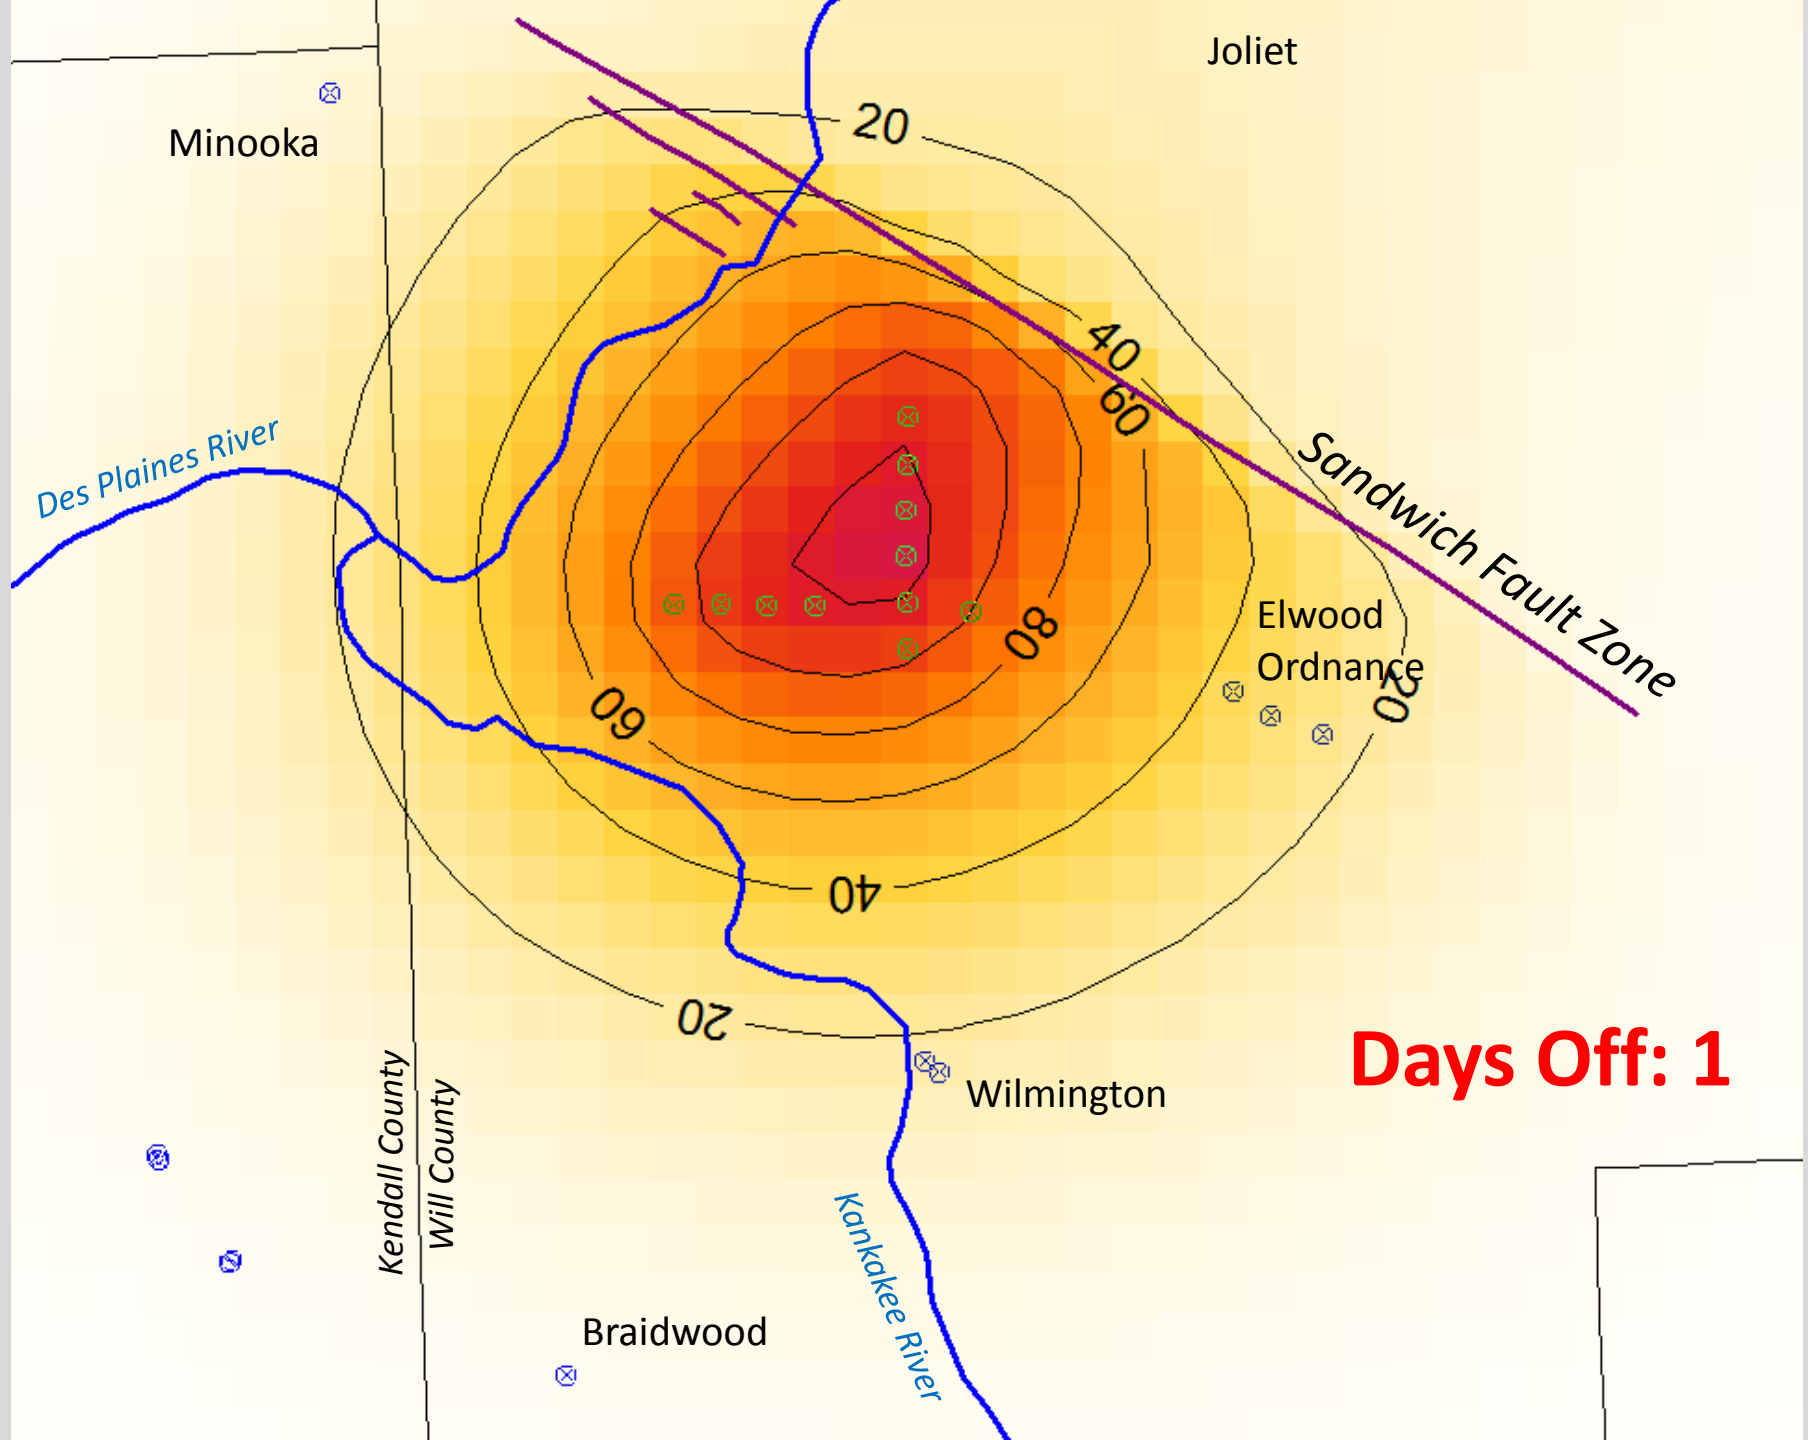 Joliet
20
Minooka
40
60
Des Plaines River
Sandwich Fault Zone
Elwood
Ordnance
80
20
60
40
20
Days Off: 1
Wilmington
Kendall County
Will County
Kankakee River
Braidwood